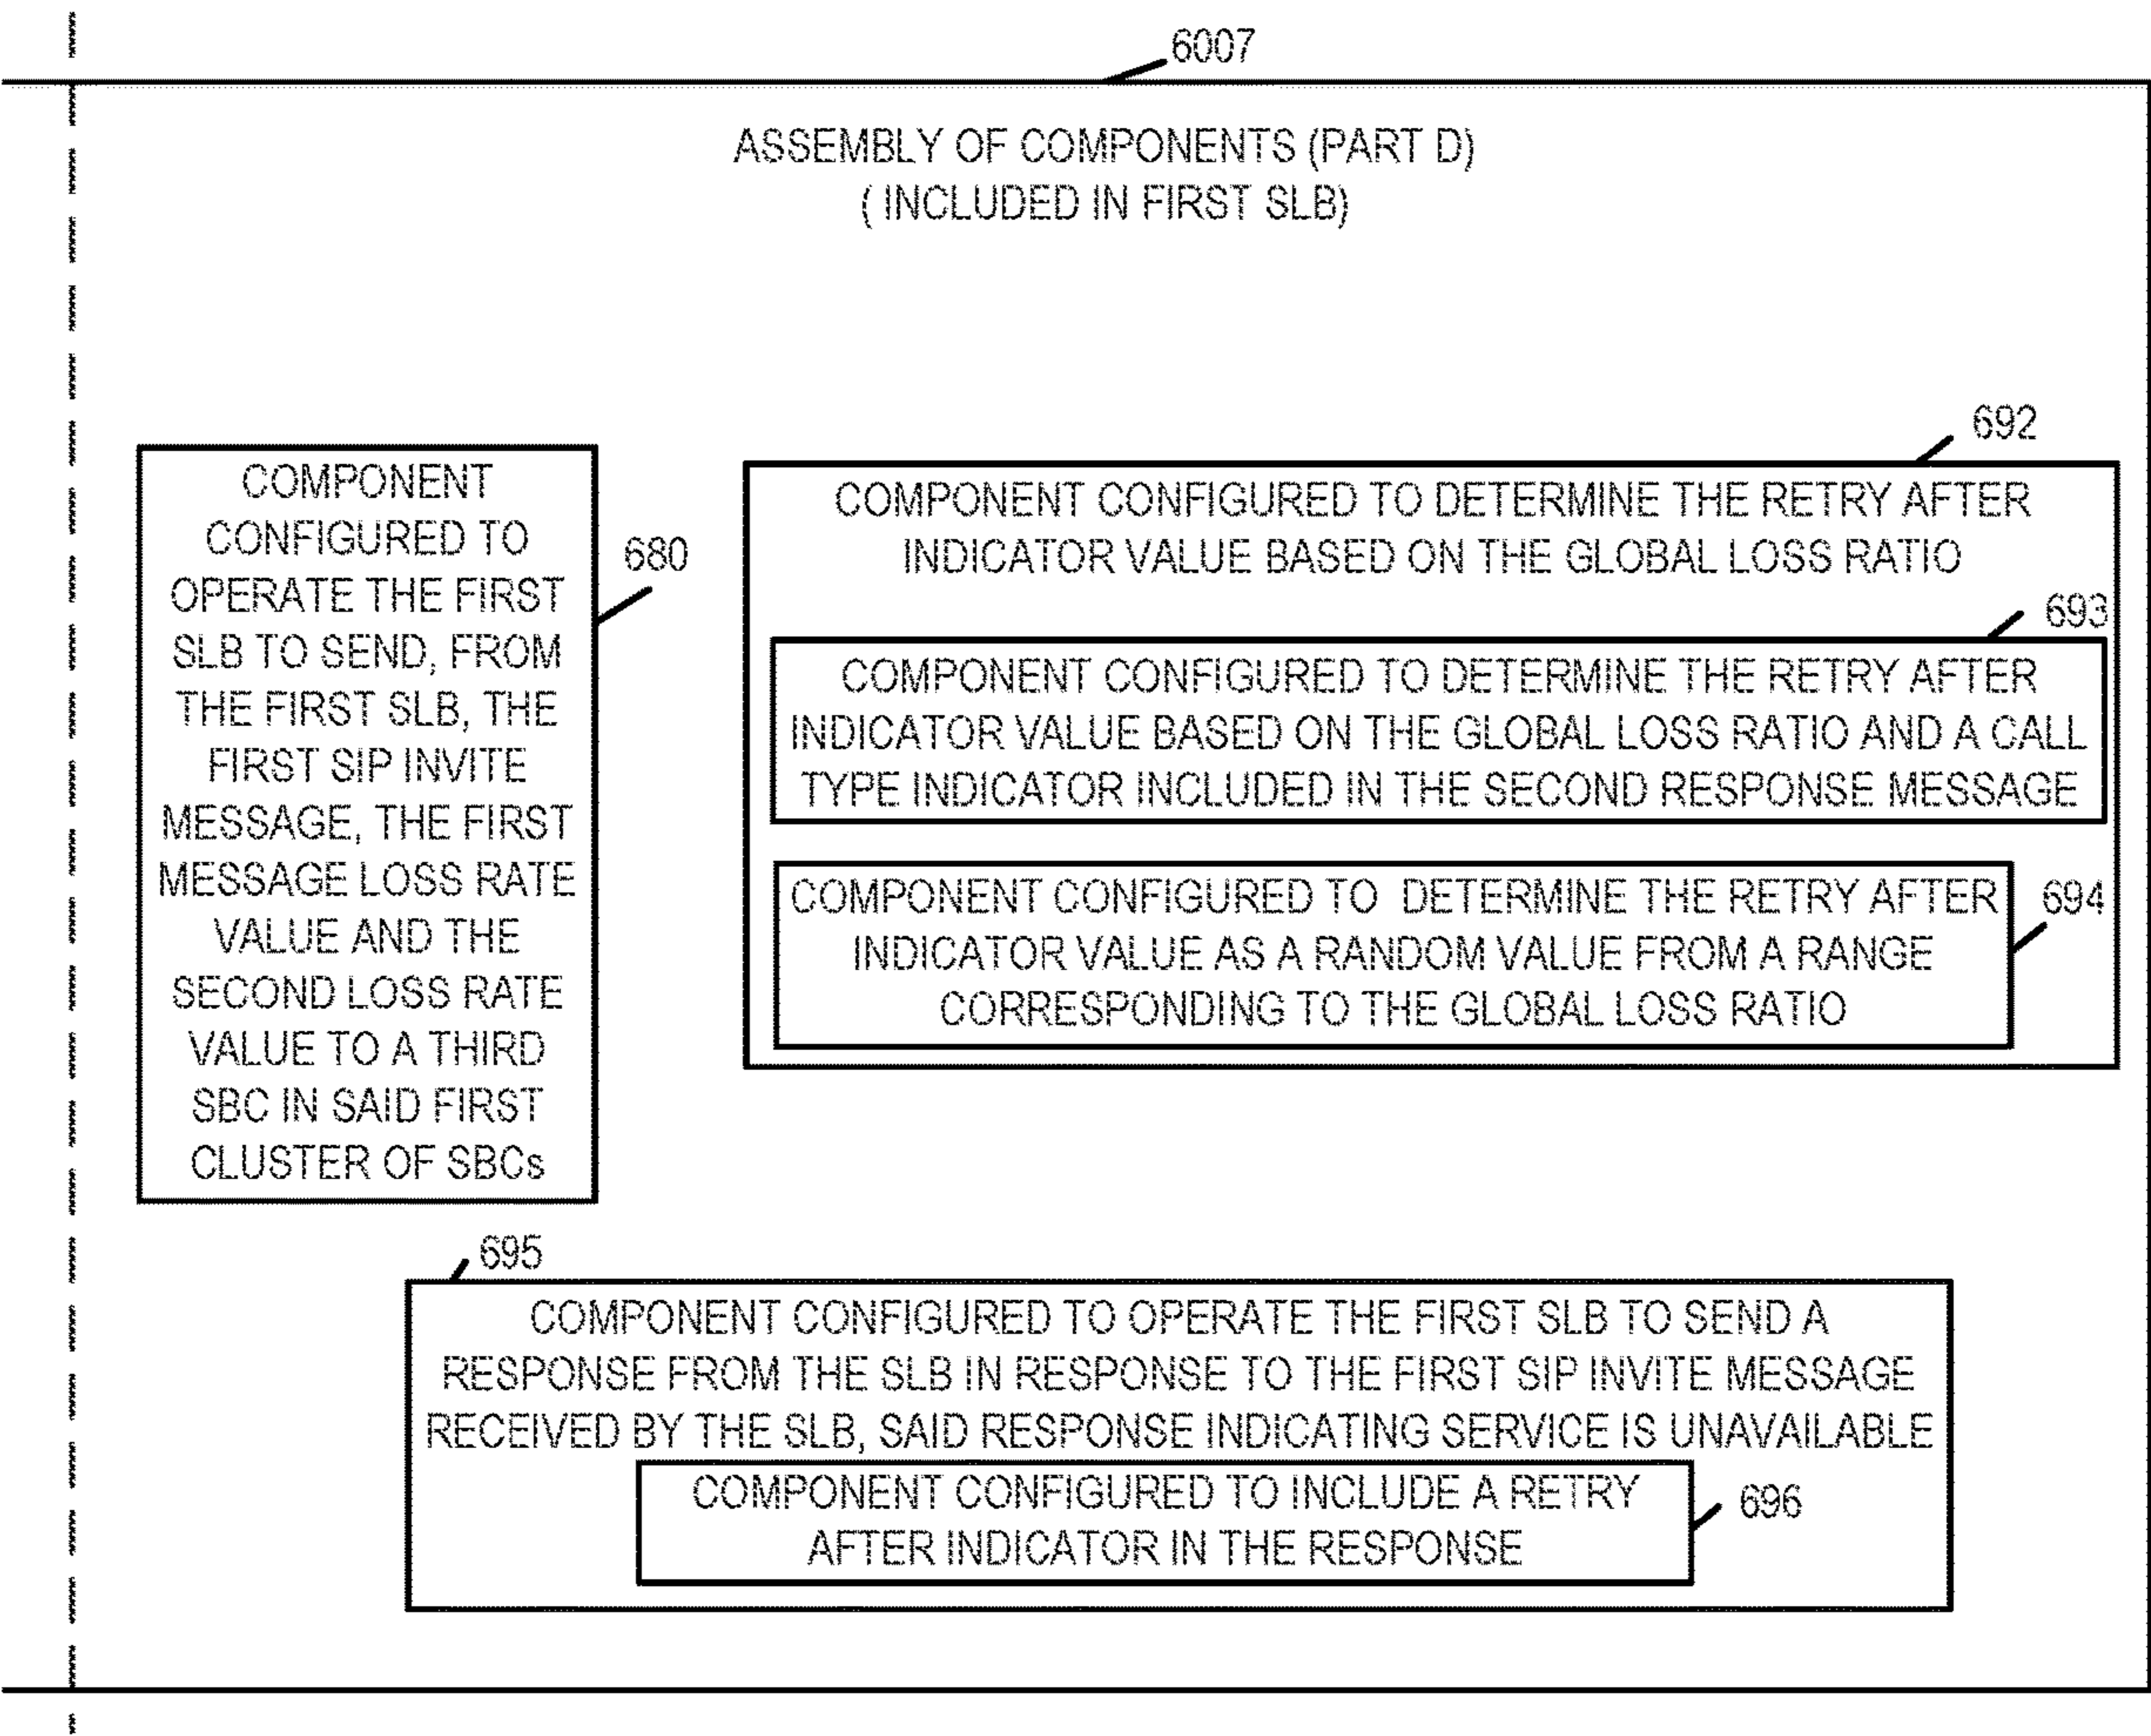 6007
ASSEMBLY OF COMPONENTS (PART D)
( INCLUDED IN FIRST SLB)
COMPONENT
CONFIGURED TO
OPERATE THE FIRST
SLB TO SEND, FROM
THE FIRST SLB, THE
FIRST SIP INVITE
MESSAGE, THE FIRST
MESSAGE LOSS RATE
VALUE AND THE
SECOND LOSS RATE
VALUE TO A THIRD
SBC IN SAID FIRST
CLUSTER OF SBCs
680
692
COMPONENT CONFIGURED TO DETERMINE THE RETRY AFTER
INDICATOR VALUE BASED ON THE GLOBAL LOSS RATIO
693
COMPONENT CONFIGURED TO DETERMINE THE RETRY AFTER
INDICATOR VALUE BASED ON THE GLOBAL LOSS RATIO AND A CALL
TYPE INDICATOR INCLUDED IN THE SECOND RESPONSE MESSAGE
COMPONENT CONFIGURED TO DETERMINE THE RETRY AFTER
INDICATOR VALUE AS A RANDOM VALUE FROM A RANGE
CORRESPONDING TO THE GLOBAL LOSS RATIO
694
695
COMPONENT CONFIGURED TO OPERATE THE FIRST SLB TO SEND A
RESPONSE FROM THE SLB IN RESPONSE TO THE FIRST SIP INVITE MESSAGE
RECEIVED BY THE SLB, SAID RESPONSE INDICATING SERVICE IS UNAVAILABLE
COMPONENT CONFIGURED TO INCLUDE A RETRY
AFTER INDICATOR IN THE RESPONSE
696